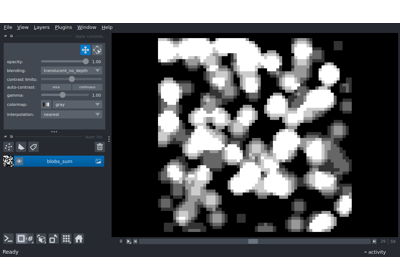 File View Layers Plugins Window Help
opacity: 1.00
blending: translucent_no_depth
contrast limits:
auto-contrast: once continuous
gamma: 1.00
colormap: gray
interpolation: nearest
blobs_sum
Ready
activity